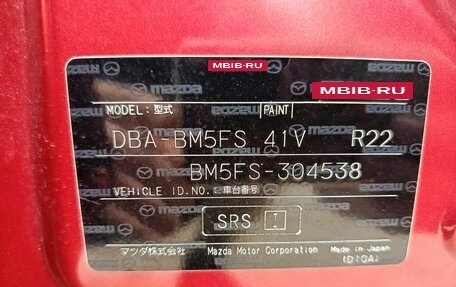 MBIB-RU
MBIB-RU
MODEL:型式 PAINT
DBA-BM5FS 41V R22
BM5FS-304538
VEHICLE ID.NO.:車台番号
SRS I
マツダ株式会社 Mazda Motor Corporation Made in Japan
(D10A)